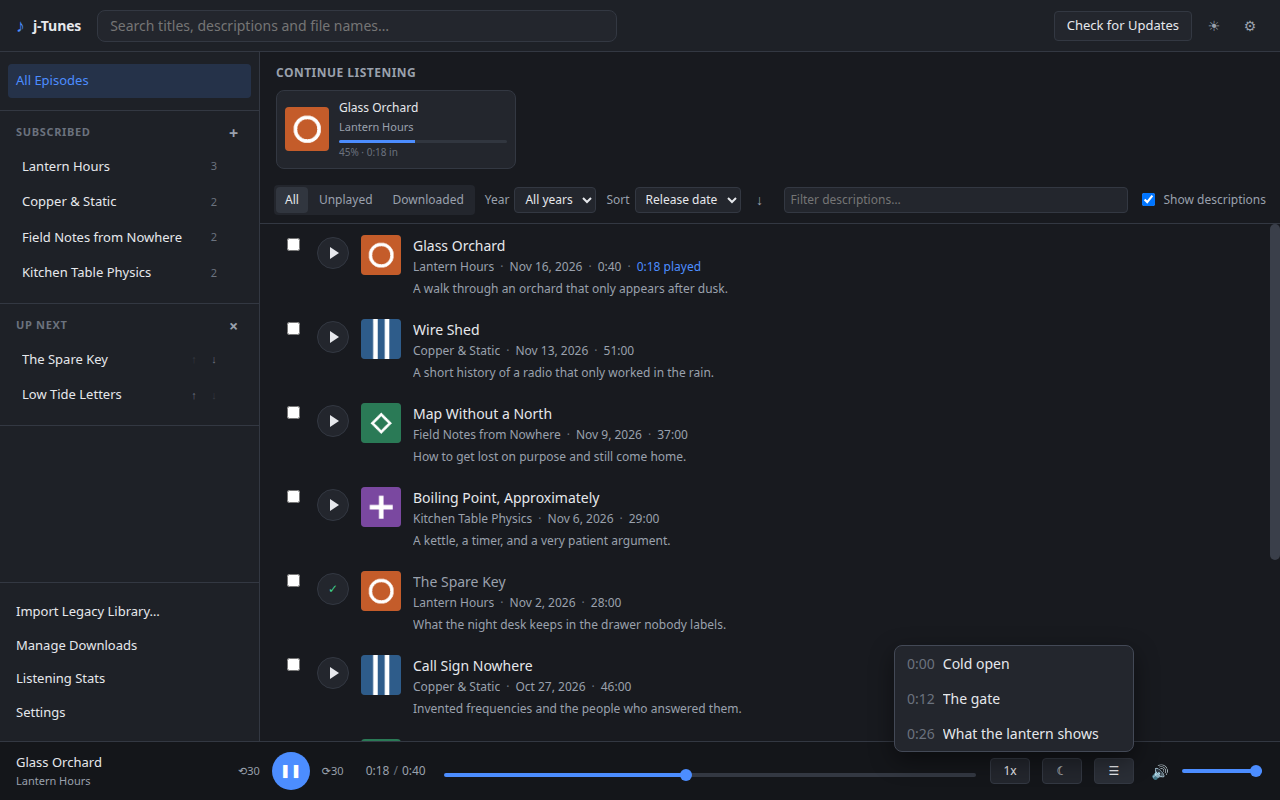 ♪ j-Tunes
Search titles, descriptions and file names...
Check for Updates
All Episodes
SUBSCRIBED +
Lantern Hours 3
Copper & Static 2
Field Notes from Nowhere 2
Kitchen Table Physics 2
UP NEXT ×
The Spare Key ↑ ↓
Low Tide Letters ↑ ↓
Import Legacy Library...
Manage Downloads
Listening Stats
Settings
CONTINUE LISTENING
Glass Orchard
Lantern Hours
45% · 0:18 in
All Unplayed Downloaded Year All years Sort Release date ↓ Filter descriptions... Show descriptions
Glass Orchard
Lantern Hours · Nov 16, 2026 · 0:40 · 0:18 played
A walk through an orchard that only appears after dusk.
Wire Shed
Copper & Static · Nov 13, 2026 · 51:00
A short history of a radio that only worked in the rain.
Map Without a North
Field Notes from Nowhere · Nov 9, 2026 · 37:00
How to get lost on purpose and still come home.
Boiling Point, Approximately
Kitchen Table Physics · Nov 6, 2026 · 29:00
A kettle, a timer, and a very patient argument.
The Spare Key
Lantern Hours · Nov 2, 2026 · 28:00
What the night desk keeps in the drawer nobody labels.
Call Sign Nowhere
Copper & Static · Oct 27, 2026 · 46:00
Invented frequencies and the people who answered them.
0:00 Cold open
0:12 The gate
0:26 What the lantern shows
Glass Orchard
Lantern Hours
⟲30 ⟳30 0:18 / 0:40 1x